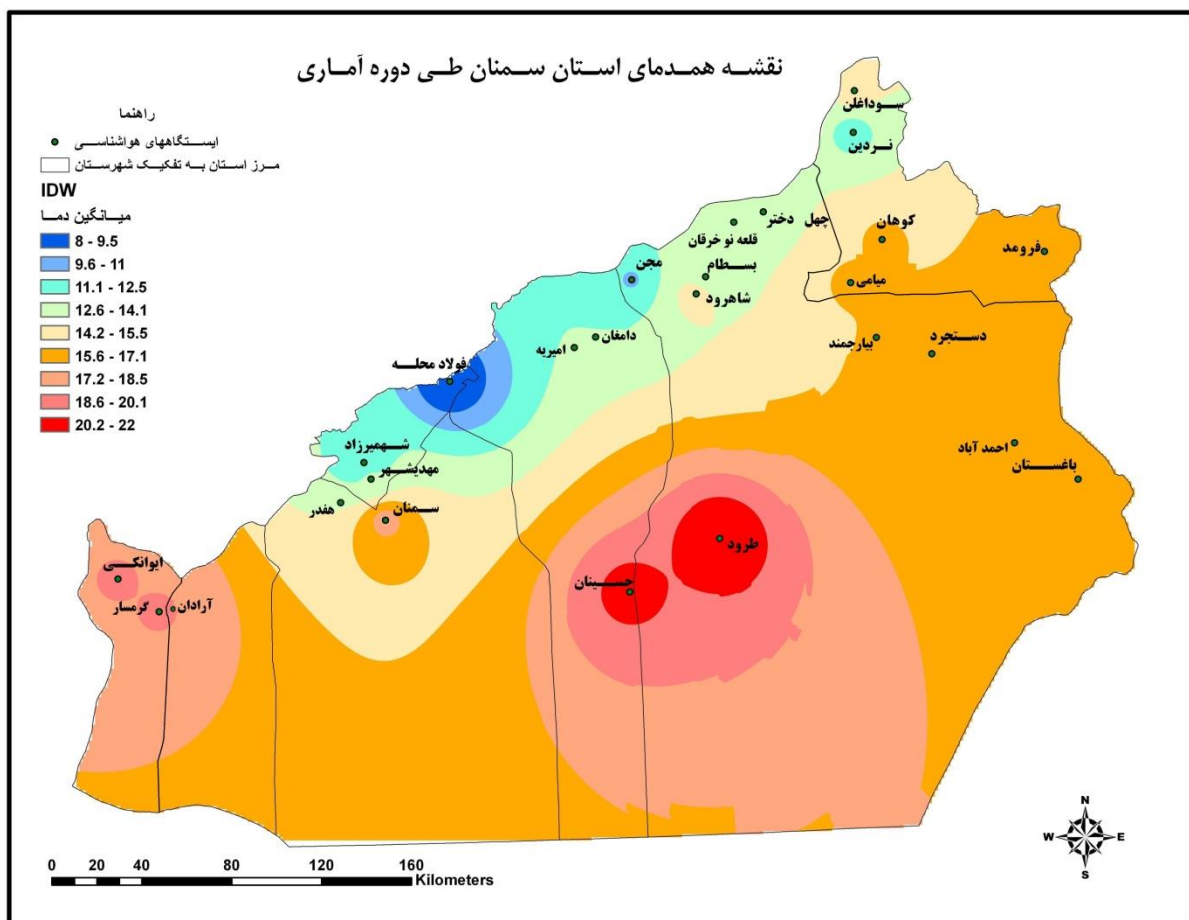 نقشه همدمای استان سمنان طی دوره آماری
راهنما
ایستگاههای هواشناسی
مرز استان به تفکیک شهرستان
IDW
میانگین دما
8 - 9.5
9.6 - 11
11.1 - 12.5
12.6 - 14.1
14.2 - 15.5
15.6 - 17.1
17.2 - 18.5
18.6 - 20.1
20.2 - 22
سوداغلن
نردین
چهل دختر
قلعه نو خرقان
کوهان
فرومد
مجن
بسطام
شاهرود
میامی
دامغان
امیریه
بیارجمند
دستجرد
فولاد محله
شهمیرزاد
مهدیشهر
هفدر
سمنان
احمد آباد
باغستان
طرود
حسینان
ایوانکی
گرمسار
آرادان
N
W E
S
0 20 40 80 120 160
Kilometers